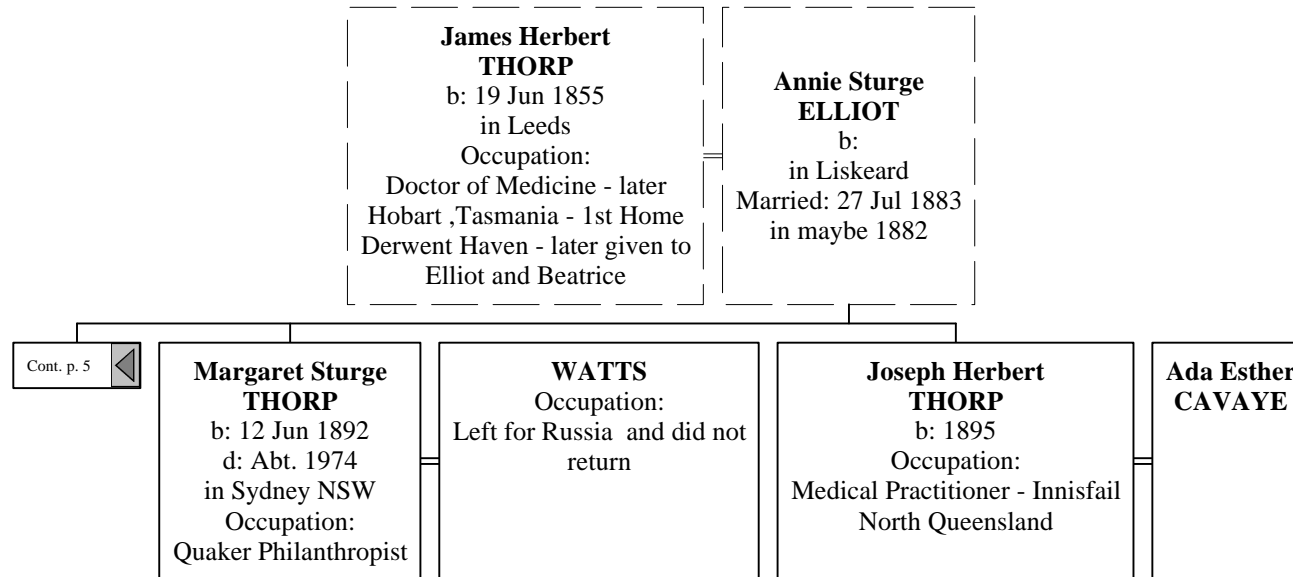 James Herbert
THORP
b: 19 Jun 1855
in Leeds
Occupation:
Doctor of Medicine - later
Hobart ,Tasmania - 1st Home
Derwent Haven - later given to
Elliot and Beatrice
Annie Sturge
ELLIOT
b:
in Liskeard
Married: 27 Jul 1883
in maybe 1882
Cont. p. 5
Margaret Sturge
THORP
b: 12 Jun 1892
d: Abt. 1974
in Sydney NSW
Occupation:
Quaker Philanthropist
WATTS
Occupation:
Left for Russia and did not
return
Joseph Herbert
THORP
b: 1895
Occupation:
Medical Practitioner - Innisfail
North Queensland
Ada Esther
CAVAYE